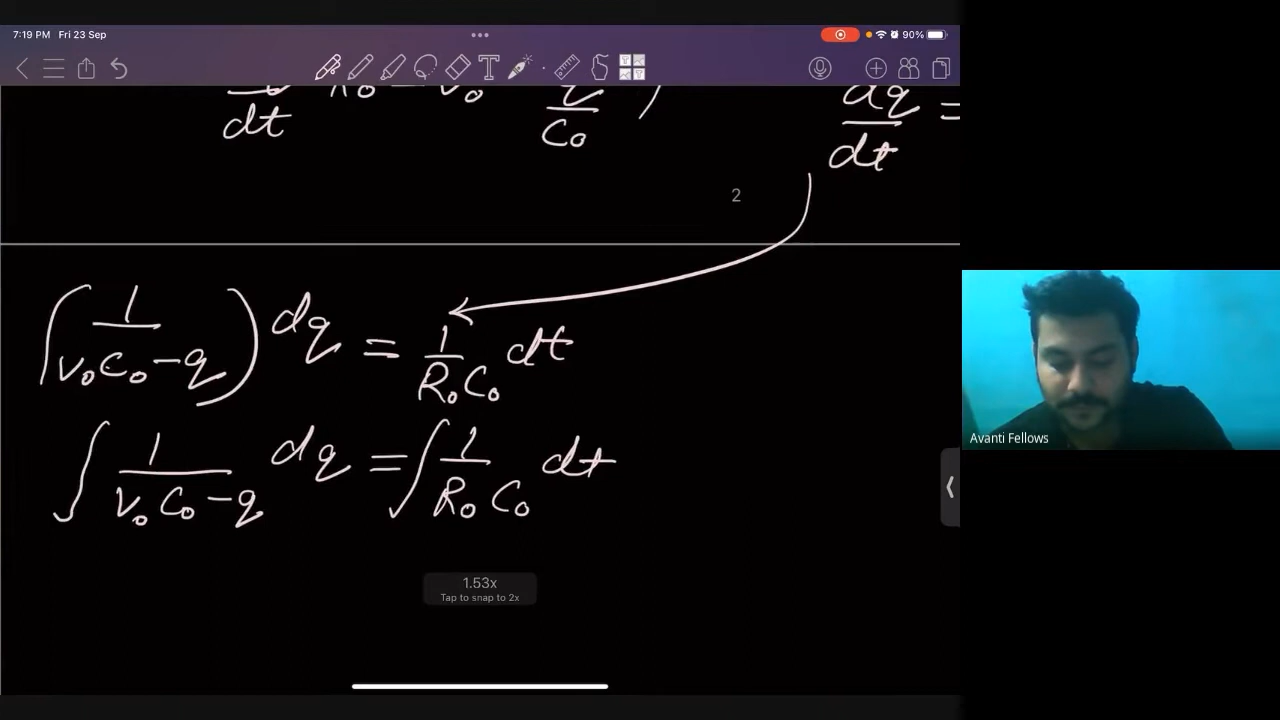 7:19 PM Fri 23 Sep
90%
dt
C₀
dq/dt =
2
(1/(V₀C₀-q)) dq = 1/(R₀C₀) dt
∫ 1/(V₀C₀-q) dq = ∫ 1/(R₀C₀) dt
1.53x
Tap to snap to 2x
Avanti Fellows